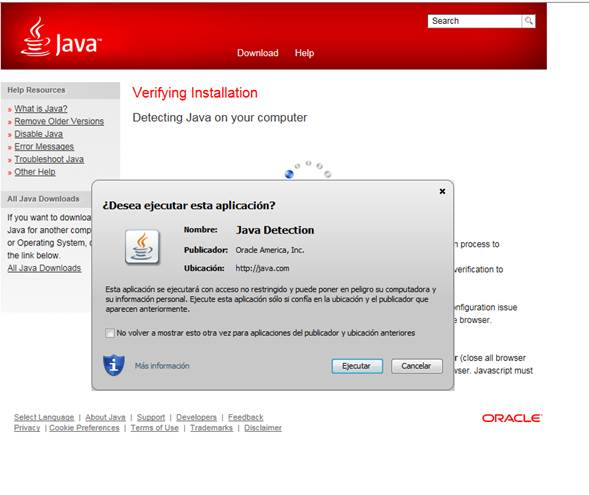 Search
Java™
Download Help
Help Resources
» What is Java?
» Remove Older Versions
» Disable Java
» Error Messages
» Troubleshoot Java
» Other Help
All Java Downloads
If you want to downloa
Java for another comp
or Operating System,
the link below.
All Java Downloads
Verifying Installation
Detecting Java on your computer
process to
verification to
nfiguration issue
browser.
(close all browser
wser. Javascript must
¿Desea ejecutar esta aplicación?
Nombre: Java Detection
Publicador: Oracle America, Inc.
Ubicación: http://java.com
Esta aplicación se ejecutará con acceso no restringido y puede poner en peligro su computadora y
su información personal. Ejecute esta aplicación sólo si confía en la ubicación y el publicador que
aparecen anteriormente.
No volver a mostrar esto otra vez para aplicaciones del publicador y ubicación anteriores
Más información
Ejecutar Cancelar
Select Language | About Java | Support | Developers | Feedback
Privacy | Cookie Preferences | Terms of Use | Trademarks | Disclaimer
ORACLE